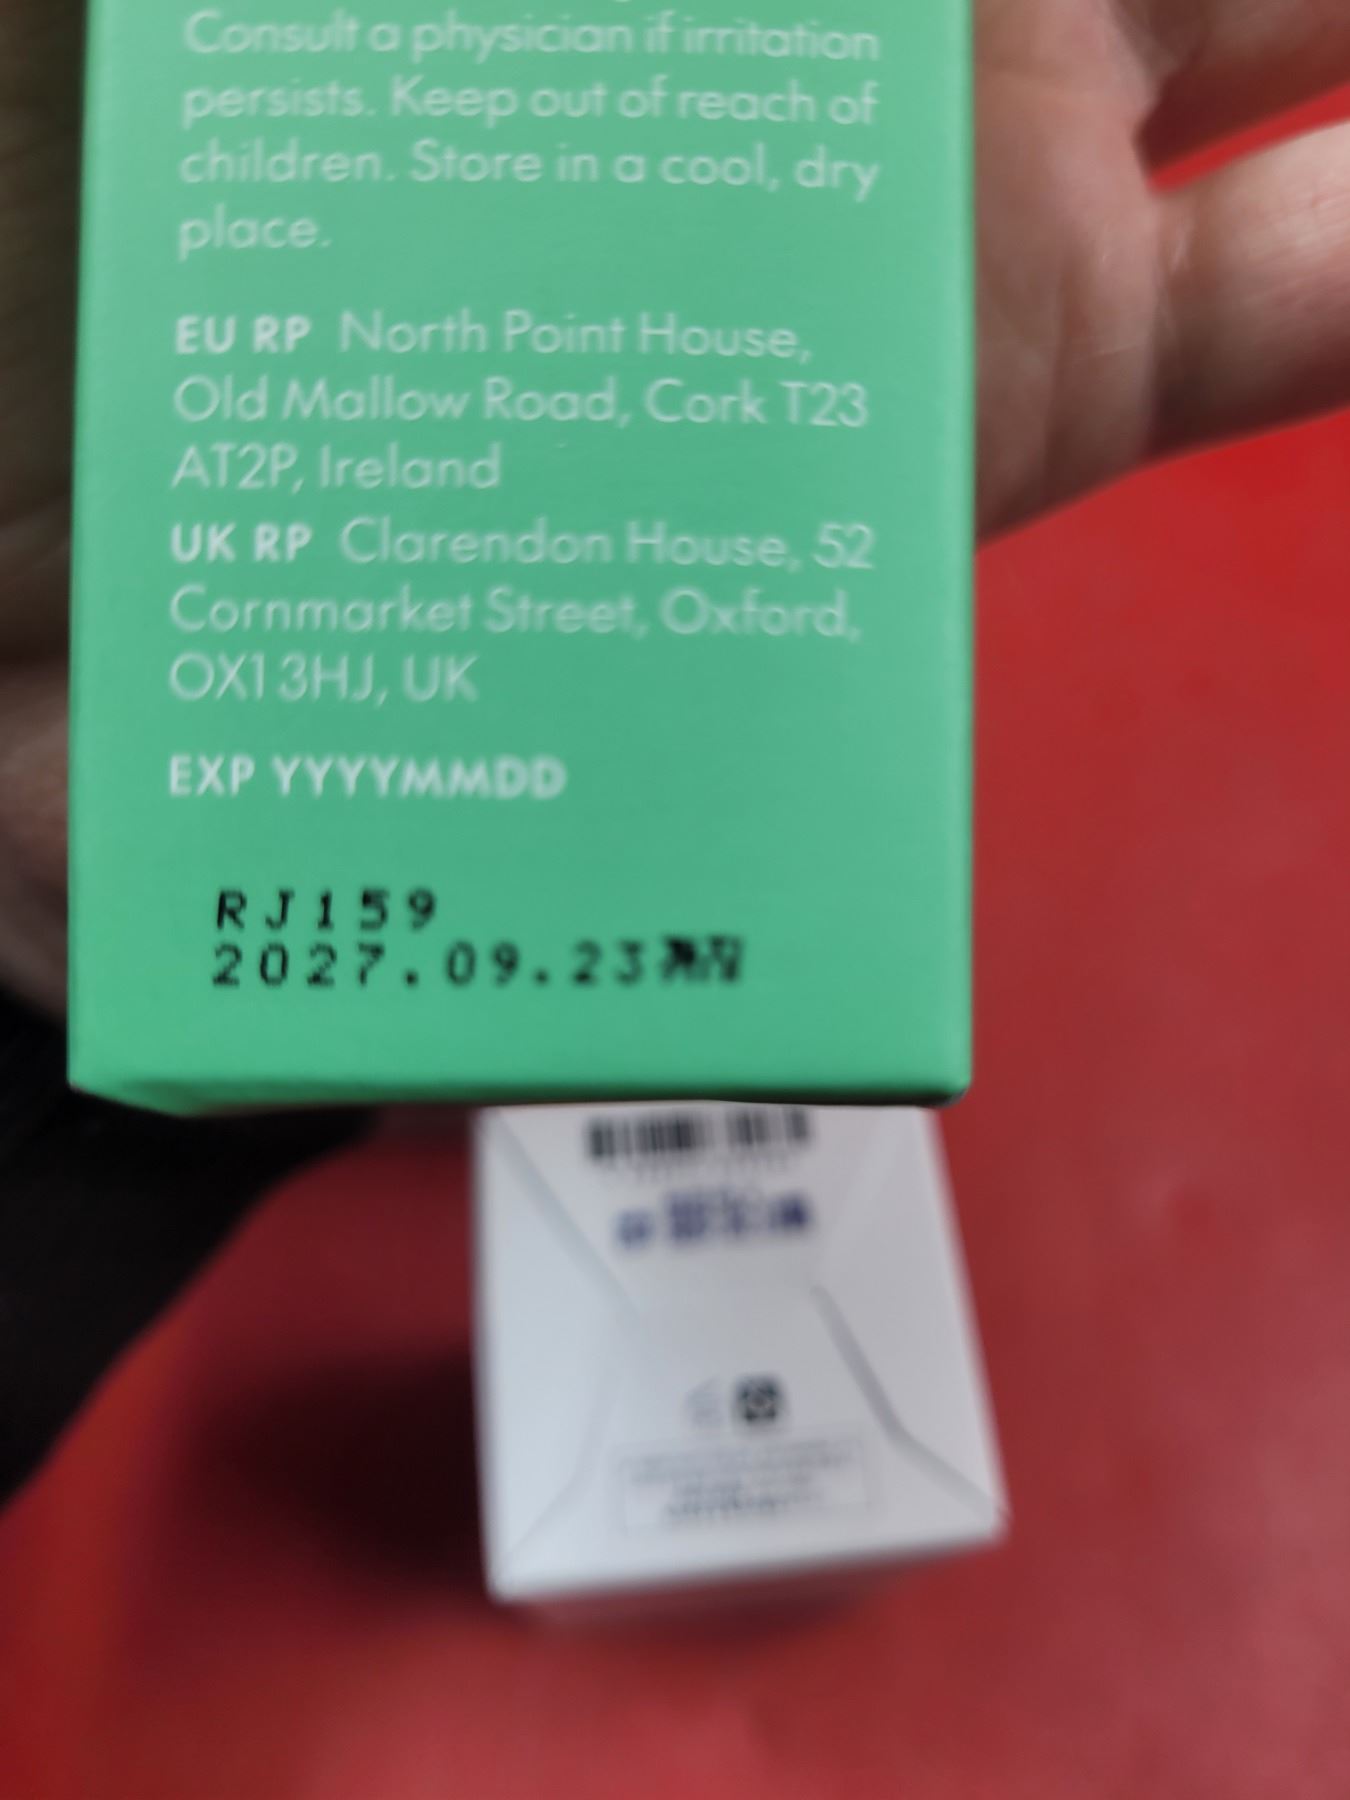 Consult a physician if irritation
persists. Keep out of reach of
children. Store in a cool, dry
place.
EU RP North Point House,
Old Mallow Road, Cork T23
AT2P, Ireland
UK RP Clarendon House, 52
Cornmarket Street, Oxford,
OX1 3HJ, UK
EXP YYYYMMDD
RJ159
2027.09.23